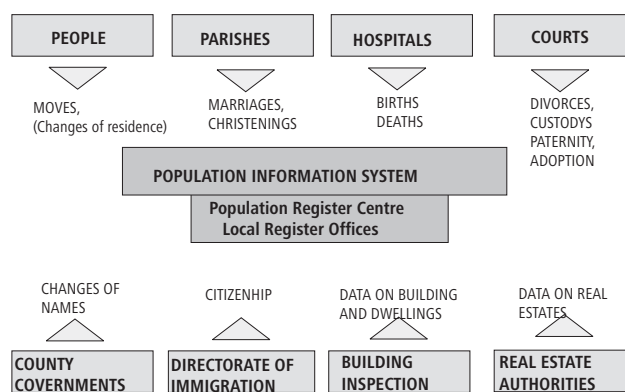 PEOPLE
PARISHES
HOSPITALS
COURTS
MOVES,
(Changes of residence)
MARRIAGES,
CHRISTENINGS
BIRTHS
DEATHS
DIVORCES,
CUSTODYS
PATERNITY,
ADOPTION
POPULATION INFORMATION SYSTEM
Population Register Centre
Local Register Offices
CHANGES OF
NAMES
CITIZENHIP
DATA ON BUILDING
AND DWELLINGS
DATA ON REAL
ESTATES
COUNTY
GOVERNMENTS
DIRECTORATE OF
IMMIGRATION
BUILDING
INSPECTION
REAL ESTATE
AUTHORITIES